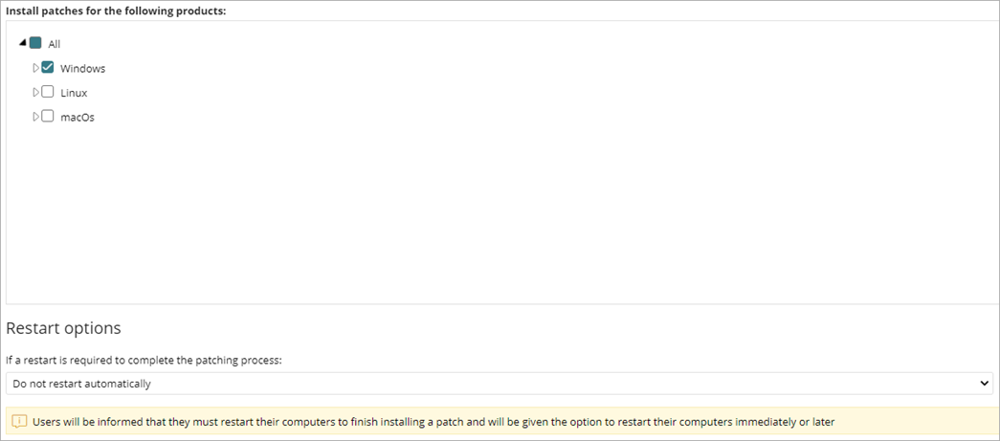 Install patches for the following products:
All
Windows
Linux
macOs
Restart options
If a restart is required to complete the patching process:
Do not restart automatically
Users will be informed that they must restart their computers to finish installing a patch and will be given the option to restart their computers immediately or later